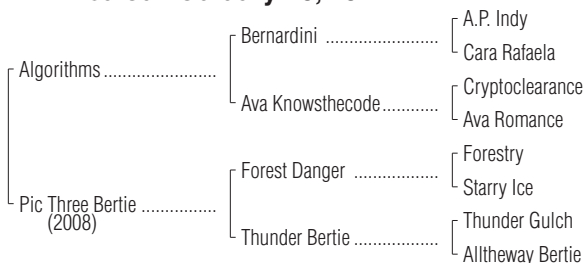 A.P. Indy
Bernardini
Cara Rafaela
Algorithms
Cryptoclearance
Ava Knowsthecode
Ava Romance
Forestry
Forest Danger
Starry Ice
Pic Three Bertie
(2008)
Thunder Gulch
Thunder Bertie
Alltheway Bertie